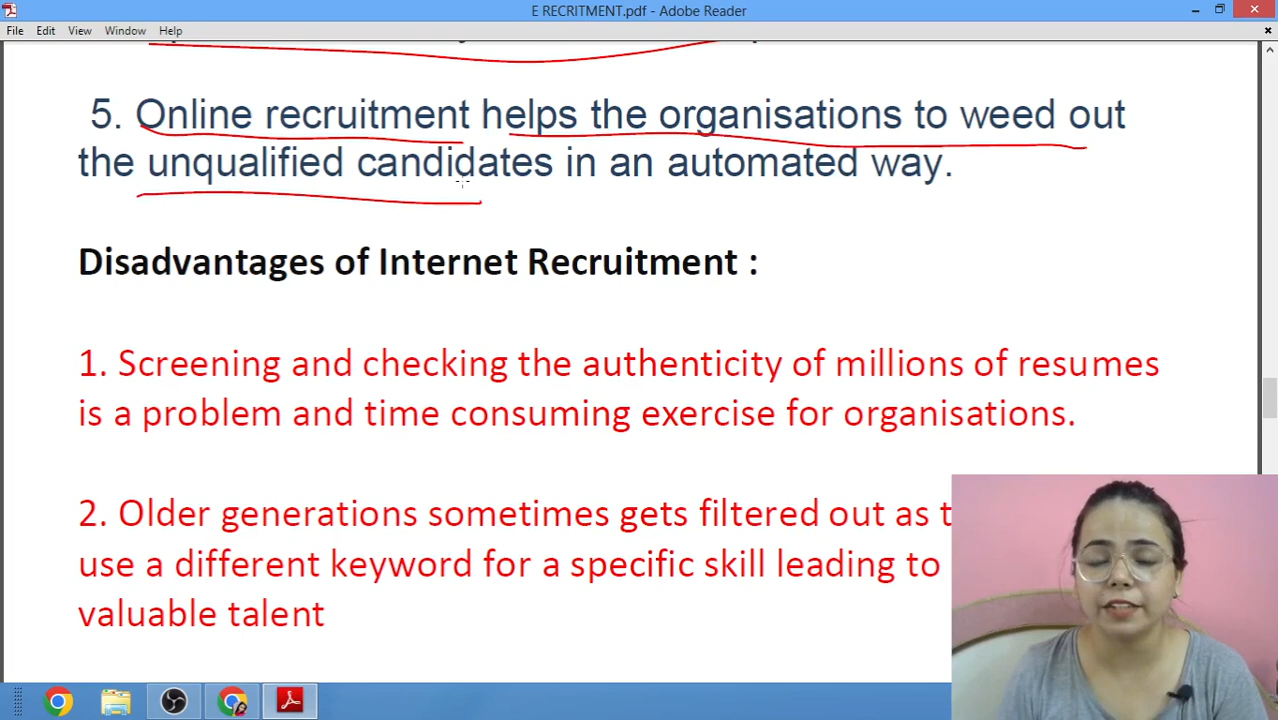 E RECRITMENT.pdf - Adobe Reader
File Edit View Window Help
5. Online recruitment helps the organisations to weed out
the unqualified candidates in an automated way.
Disadvantages of Internet Recruitment :
1. Screening and checking the authenticity of millions of resumes
is a problem and time consuming exercise for organisations.
2. Older generations sometimes gets filtered out as
use a different keyword for a specific skill leading to
valuable talent